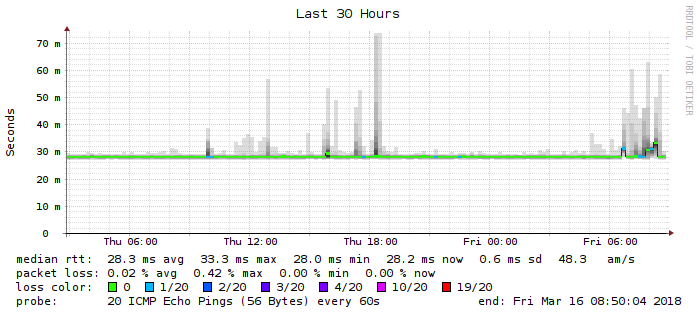 Last 30 Hours
RRDTOOL / TOBI OETIKER
Seconds
70 m
60 m
50 m
40 m
30 m
20 m
10 m
0
Thu 06:00 Thu 12:00 Thu 18:00 Fri 00:00 Fri 06:00
median rtt: 28.3 ms avg 33.3 ms max 28.0 ms min 28.2 ms now 0.6 ms sd 48.3 am/s
packet loss: 0.02 % avg 0.42 % max 0.00 % min 0.00 % now
loss color: 0 1/20 2/20 3/20 4/20 10/20 19/20
probe: 20 ICMP Echo Pings (56 Bytes) every 60s end: Fri Mar 16 08:50:04 2018